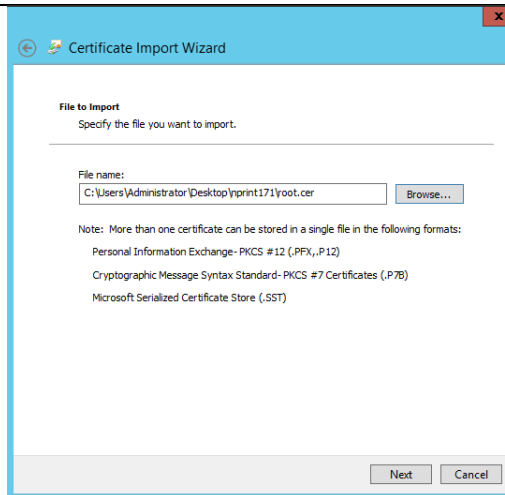 x
Certificate Import Wizard
File to Import
Specify the file you want to import.
File name:
C:\Users\Administrator\Desktop\nprint171\root.cer
Browse...
Note: More than one certificate can be stored in a single file in the following formats:
Personal Information Exchange- PKCS #12 (.PFX,.P12)
Cryptographic Message Syntax Standard- PKCS #7 Certificates (.P7B)
Microsoft Serialized Certificate Store (.SST)
Next
Cancel